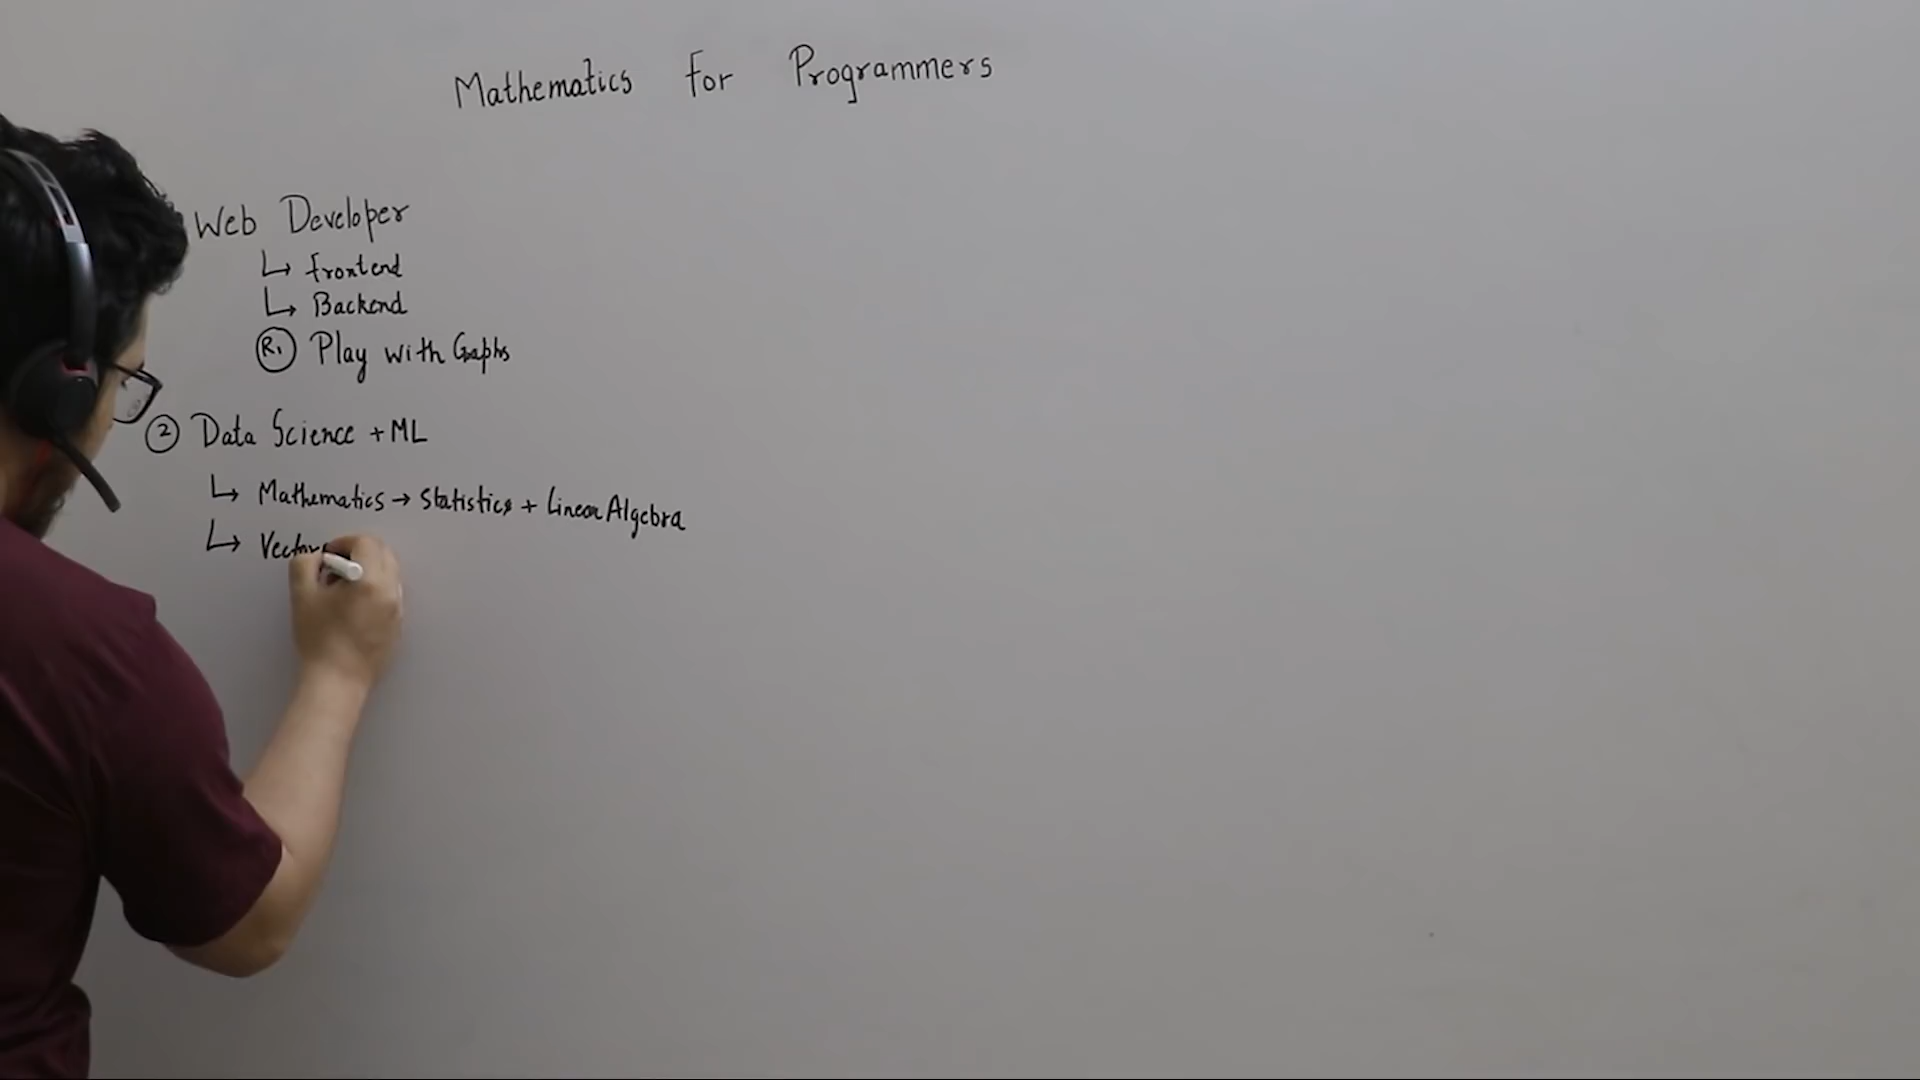 Mathematics for Programmers
Web Developer
↳ frontend
↳ Backend
R1 Play with Graphs
2 Data Science + ML
↳ Mathematics → Statistics + Linear Algebra
↳ Vectors